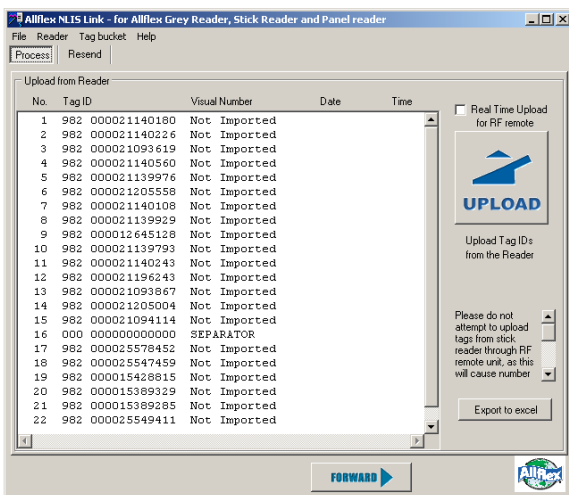 Allflex NLIS Link - for Allflex Grey Reader, Stick Reader and Panel reader
File Reader Tag bucket Help
Process Resend
Upload from Reader
No. Tag ID Visual Number Date Time
1 982 000021140180 Not Imported
2 982 000021140226 Not Imported
3 982 000021093619 Not Imported
4 982 000021140560 Not Imported
5 982 000021139976 Not Imported
6 982 000021205558 Not Imported
7 982 000021140108 Not Imported
8 982 000021139929 Not Imported
9 982 000012645128 Not Imported
10 982 000021139793 Not Imported
11 982 000021140243 Not Imported
12 982 000021196243 Not Imported
13 982 000021093867 Not Imported
14 982 000021205004 Not Imported
15 982 000021094114 Not Imported
16 000 000000000000 SEPARATOR
17 982 000025578452 Not Imported
18 982 000025547459 Not Imported
19 982 000015428815 Not Imported
20 982 000015389329 Not Imported
21 982 000015389285 Not Imported
22 982 000025549411 Not Imported
Real Time Upload
for RF remote
UPLOAD
Upload Tag IDs
from the Reader
Please do not
attempt to upload
tags from stick
reader through RF
remote unit, as this
will cause number
Export to excel
FORWARD
Allflex